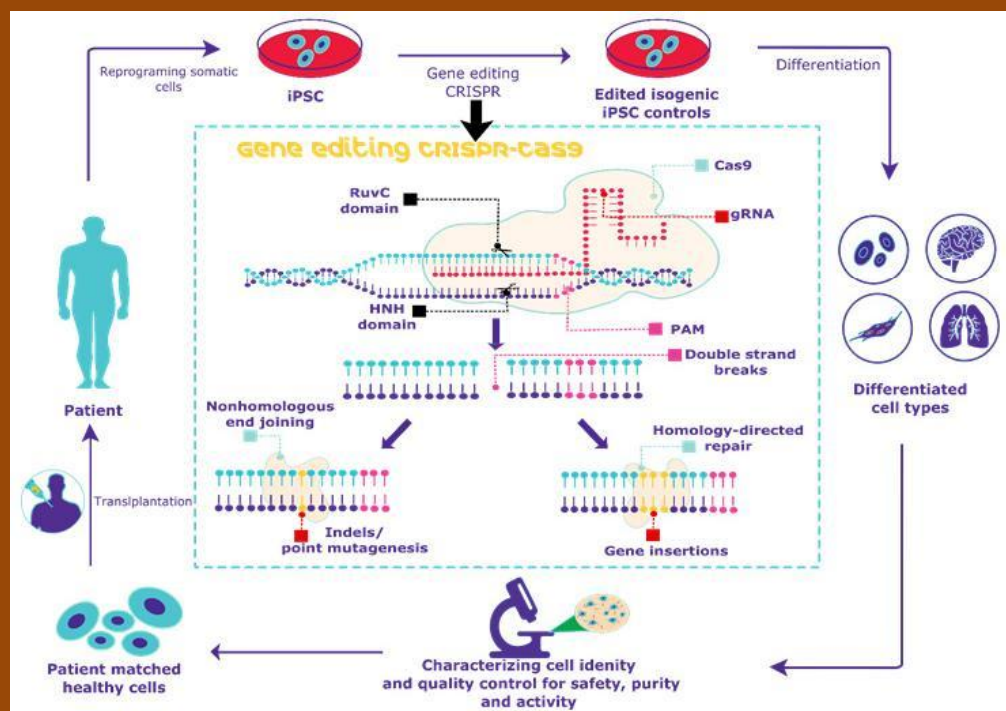 Reprograming somatic
cells
iPSC
Gene editing
CRISPR
Edited isogenic
iPSC controls
Differentiation
Gene editing CRISPR-Cas9
RuvC
domain
Cas9
gRNA
HNH
domain
PAM
Double strand
breaks
Nonhomologous
end joining
Homology-directed
repair
Indels/
point mutagenesis
Gene insertions
Patient
Differentiated
cell types
Translplantation
Patient matched
healthy cells
Characterizing cell idenity
and quality control for safety, purity
and activity